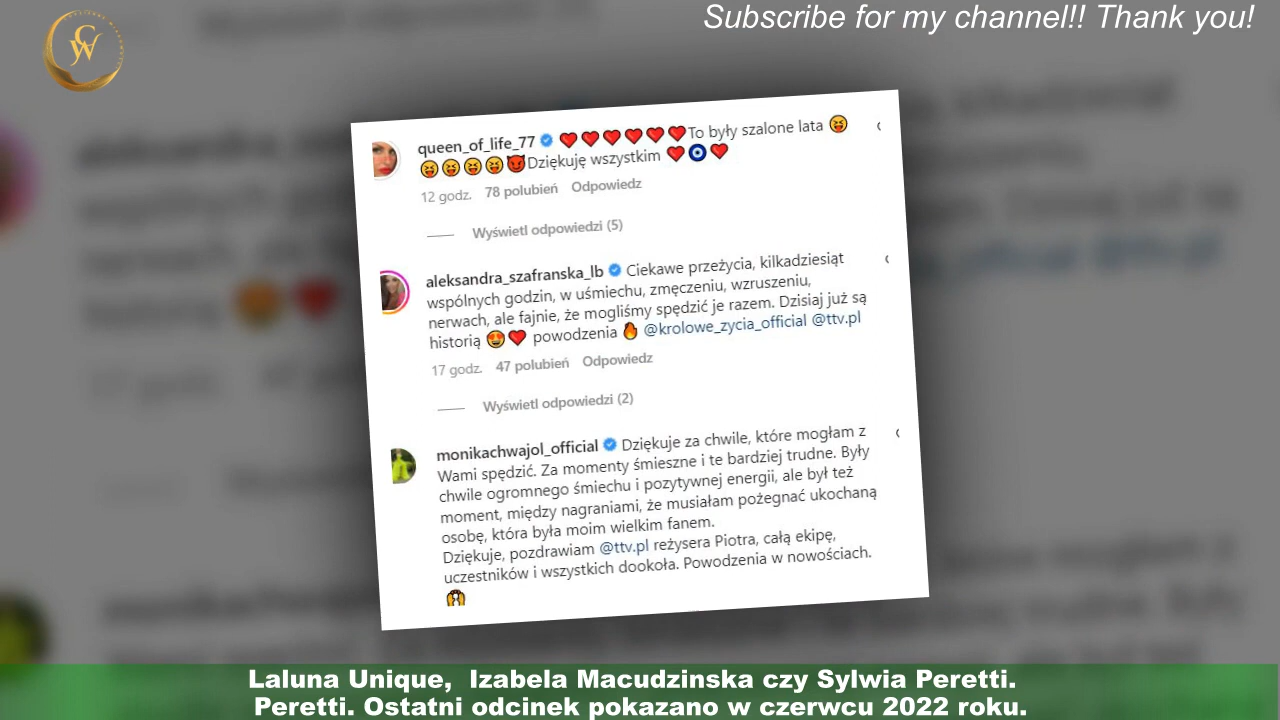 Subscribe for my channel!! Thank you!
CW
queen_of_life_77 ❤❤❤❤❤❤To były szalone lata 😝
😝😝😝😝😈Dziękuję wszystkim ❤🧿❤
12 godz. 78 polubień Odpowiedz
Wyświetl odpowiedzi (5)
aleksandra_szafranska_lb Ciekawe przeżycia, kilkadziesiąt
wspólnych godzin, w uśmiechu, zmęczeniu, wzruszeniu,
nerwach, ale fajnie, że mogliśmy spędzić je razem. Dzisiaj już są
historią 😍❤ powodzenia 🔥 @krolowe_zycia_official @ttv.pl
17 godz. 47 polubień Odpowiedz
Wyświetl odpowiedzi (2)
monikachwajol_official Dziękuje za chwile, które mogłam z
Wami spędzić. Za momenty śmieszne i te bardziej trudne. Były
chwile ogromnego śmiechu i pozytywnej energii, ale był też
moment, między nagraniami, że musiałam pożegnać ukochaną
osobę, która była moim wielkim fanem.
Dziękuje, pozdrawiam @ttv.pl reżysera Piotra, całą ekipę,
uczestników i wszystkich dookoła. Powodzenia w nowościach.
Laluna Unique, Izabela Macudzinska czy Sylwia Peretti.
Peretti. Ostatni odcinek pokazano w czerwcu 2022 roku.